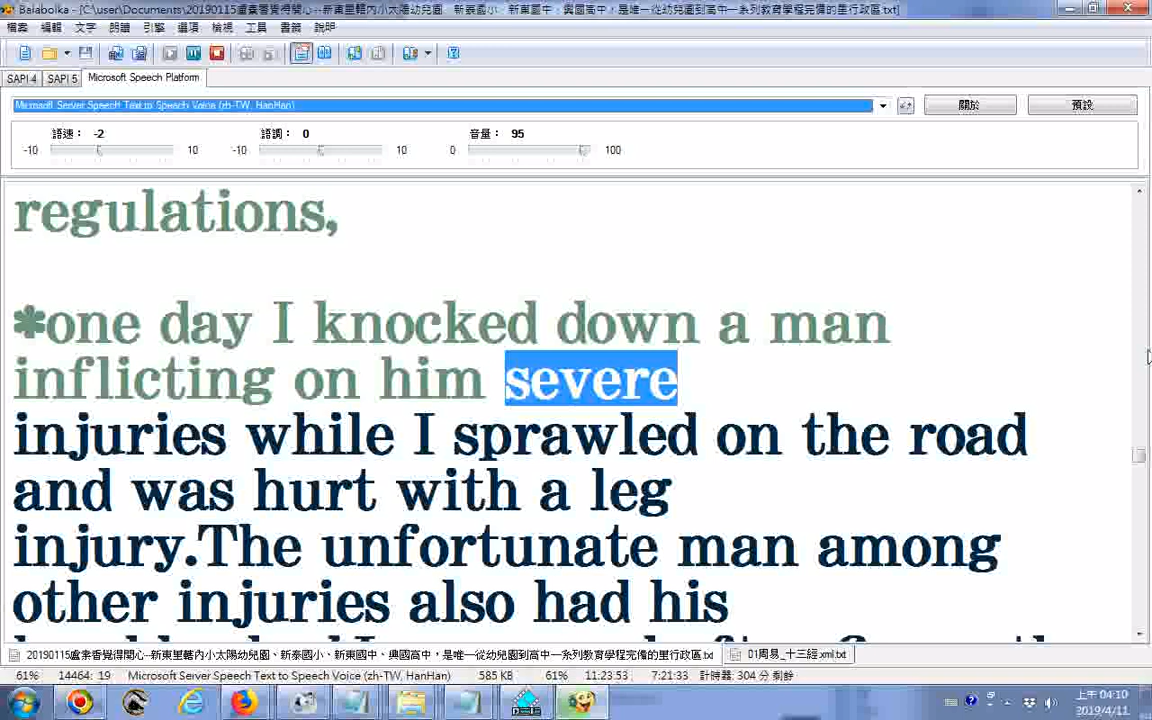 Balabolka - [C:\user\Documents\20190115盧秉香覺得開心--新東里轄內小太陽幼兒園、新泰國小、新東國中、興國高中，是唯一從幼兒園到高中一系列教育學程完備的里行政區.txt]
檔案 編輯 文字 朗讀 引擎 選項 檢視 工具 書籤 說明
SAPI 4 SAPI 5 Microsoft Speech Platform
Microsoft Server Speech Text to Speech Voice (zh-TW, HanHan)
關於 預設
語速： -2 語調： 0 音量： 95
-10 10 -10 10 0 100
regulations,
*one day I knocked down a man
inflicting on him severe
injuries while I sprawled on the road
and was hurt with a leg
injury.The unfortunate man among
other injuries also had his
20190115盧秉香覺得開心--新東里轄內小太陽幼兒園、新泰國小、新東國中、興國高中，是唯一從幼兒園到高中一系列教育學程完備的里行政區.txt 01周易_十三經.xml.txt
61% 14464: 19 Microsoft Server Speech Text to Speech Voice (zh-TW, HanHan) 585 KB 61% 11:23:53 7:21:33 計時器: 304 分 剩餘
上午 04:10
2019/4/11